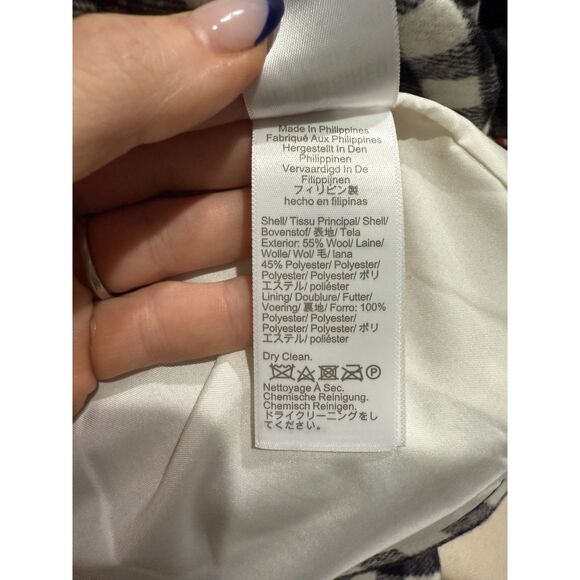 Made In Philippines
Fabriqué Aux Philippines
Hergestellt In Den
Philippinen
Vervaardigd In De
Filippijnen
フィリピン製
hecho en filipinas
Shell/ Tissu Principal/ Shell/
Bovenstof/ 表地/ Tela
Exterior: 55% Wool/ Laine/
Wolle/ Wol/ 毛/ lana
45% Polyester/ Polyester/
Polyester/ Polyester/ ポリ
エステル/ poliéster
Lining/ Doublure/ Futter/
Voering/ 裏地/ Forro: 100%
Polyester/ Polyester/
Polyester/ Polyester/ ポリ
エステル/ poliéster
Dry Clean.
P
Nettoyage À Sec.
Chemische Reinigung.
Chemisch Reinigen.
ドライクリーニングをし
てください。